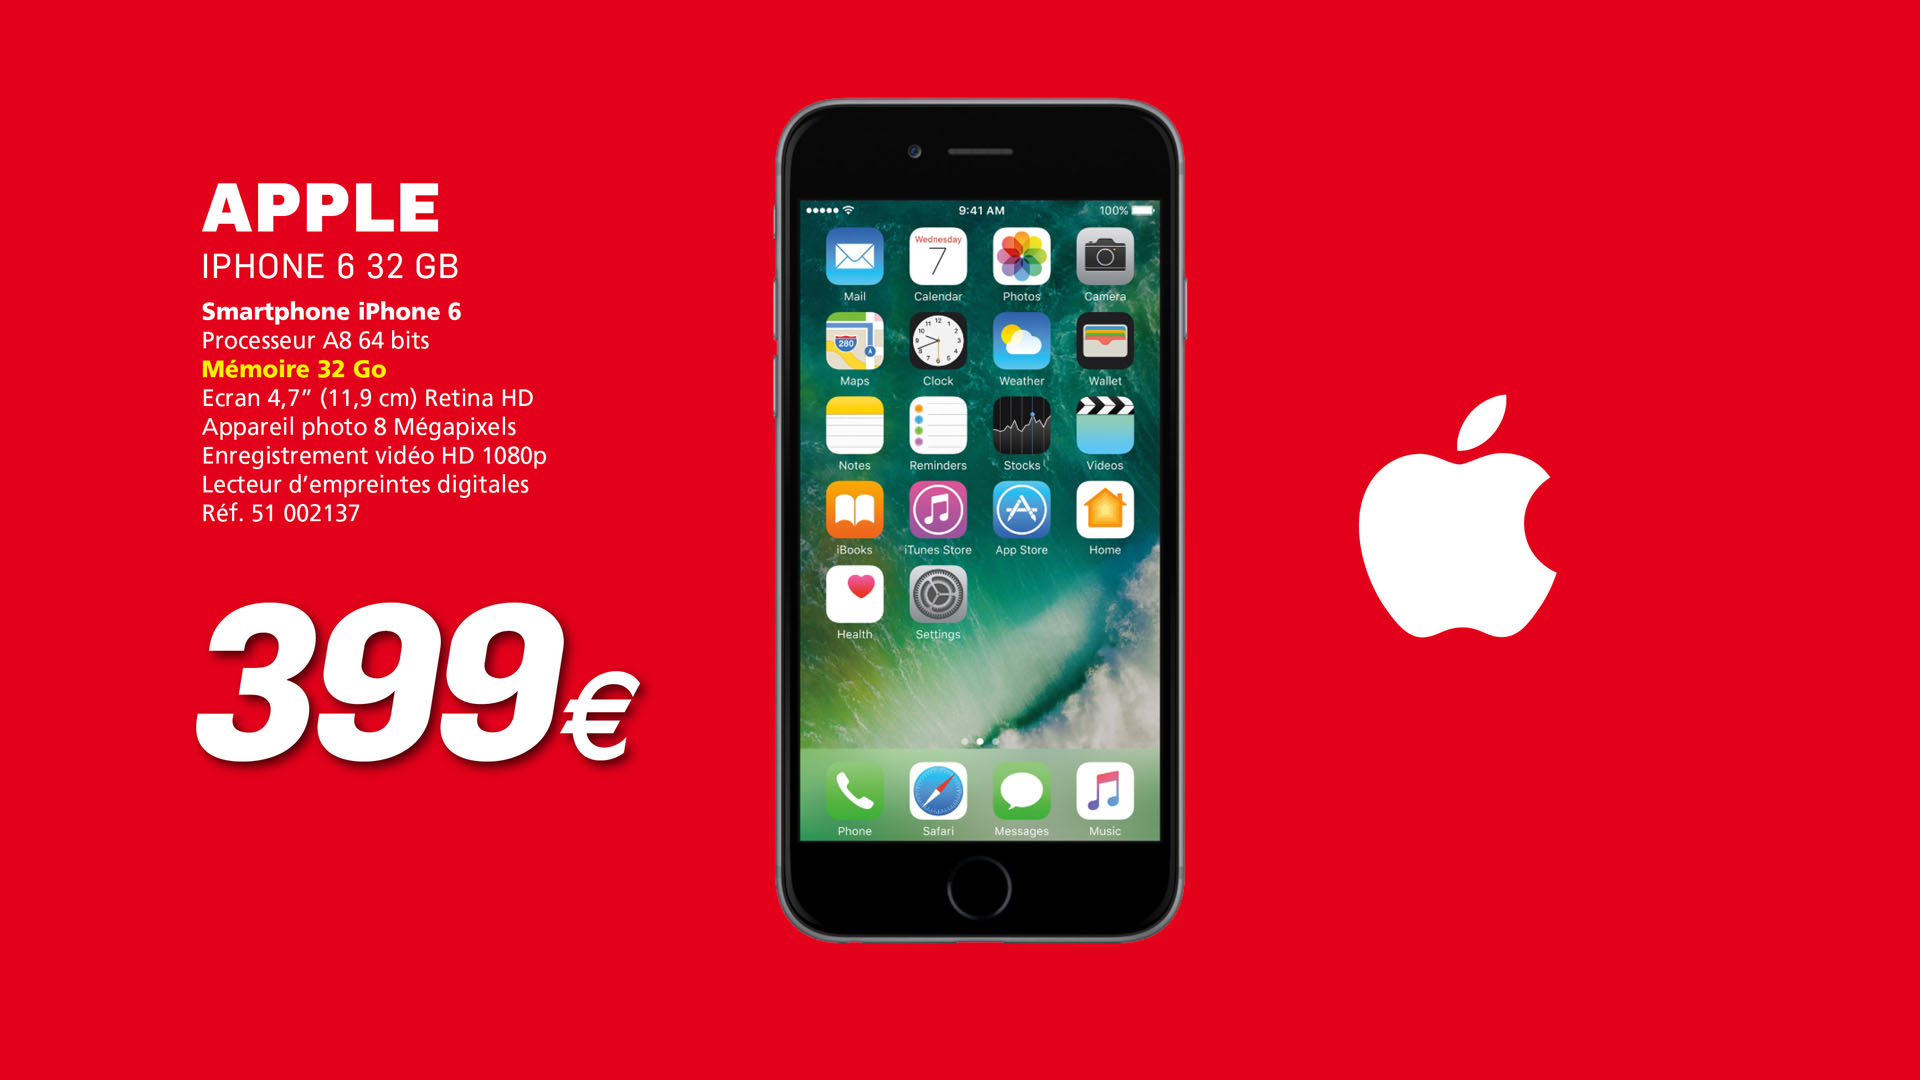 APPLE
IPHONE 6 32 GB
Smartphone iPhone 6
Processeur A8 64 bits
Mémoire 32 Go
Ecran 4,7” (11,9 cm) Retina HD
Appareil photo 8 Mégapixels
Enregistrement vidéo HD 1080p
Lecteur d’empreintes digitales
Réf. 51 002137
399€
9:41 AM 100%
Wednesday
7
Mail Calendar Photos Camera
280
Maps Clock Weather Wallet
Notes Reminders Stocks Videos
iBooks iTunes Store App Store Home
Health Settings
Phone Safari Messages Music